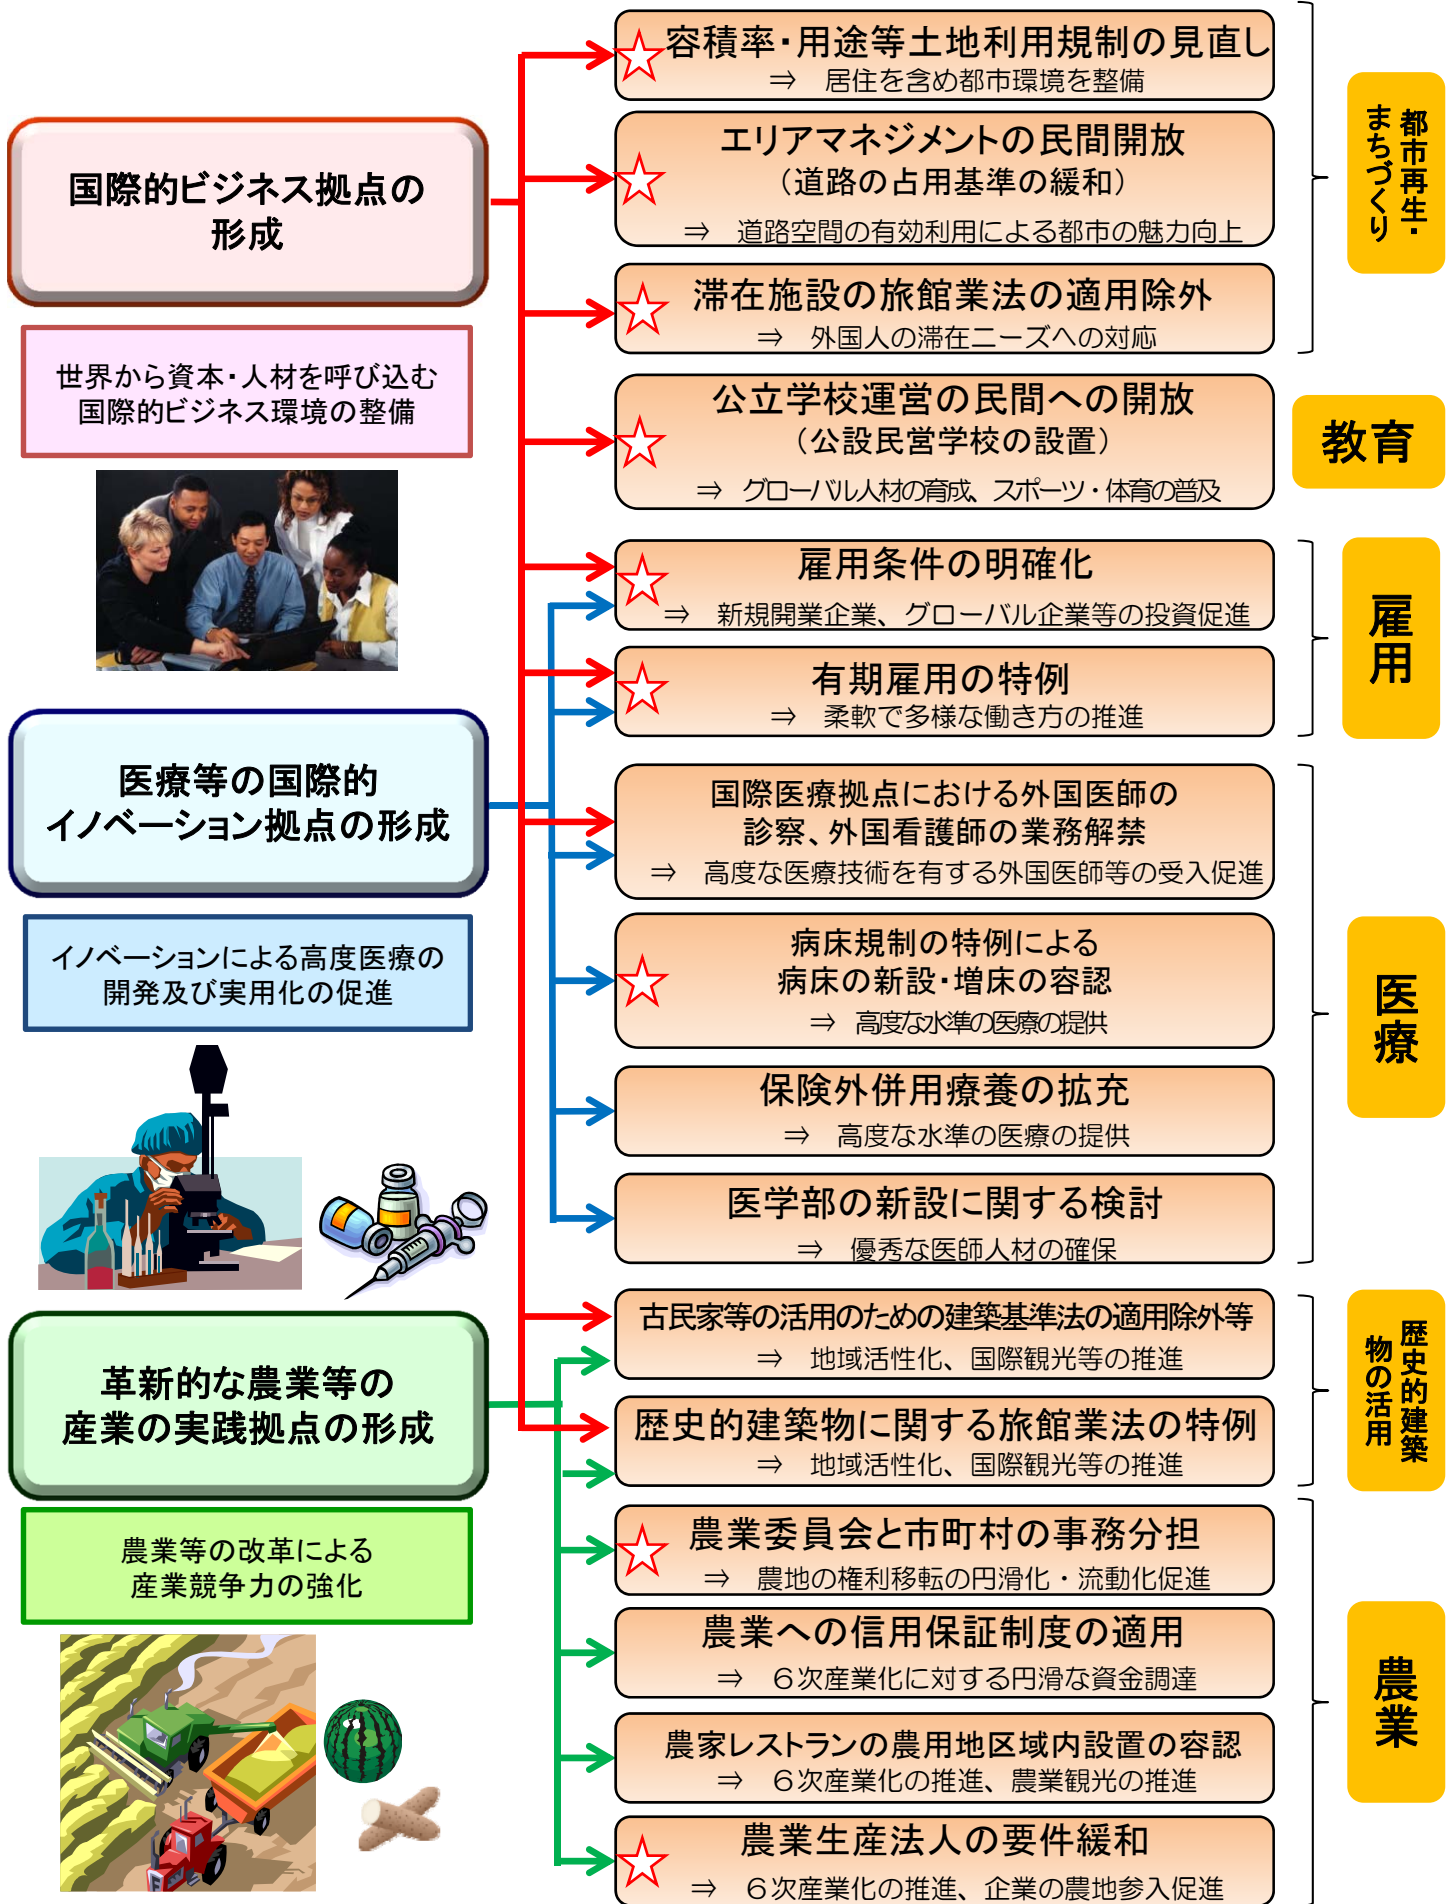 国際的ビジネス拠点の
形成
世界から資本・人材を呼び込む
国際的ビジネス環境の整備
医療等の国際的
イノベーション拠点の形成
イノベーションによる高度医療の
開発及び実用化の促進
革新的な農業等の
産業の実践拠点の形成
農業等の改革による
産業競争力の強化
容積率・用途等土地利用規制の見直し
⇒ 居住を含め都市環境を整備
エリアマネジメントの民間開放
（道路の占用基準の緩和）
⇒ 道路空間の有効利用による都市の魅力向上
滞在施設の旅館業法の適用除外
⇒ 外国人の滞在ニーズへの対応
都市再生・
まちづくり
公立学校運営の民間への開放
（公設民営学校の設置）
⇒ グローバル人材の育成、スポーツ・体育の普及
教育
雇用条件の明確化
⇒ 新規開業企業、グローバル企業等の投資促進
有期雇用の特例
⇒ 柔軟で多様な働き方の推進
雇用
国際医療拠点における外国医師の
診察、外国看護師の業務解禁
⇒ 高度な医療技術を有する外国医師等の受入促進
病床規制の特例による
病床の新設・増床の容認
⇒ 高度な水準の医療の提供
保険外併用療養の拡充
⇒ 高度な水準の医療の提供
医学部の新設に関する検討
⇒ 優秀な医師人材の確保
医療
古民家等の活用のための建築基準法の適用除外等
⇒ 地域活性化、国際観光等の推進
歴史的建築物に関する旅館業法の特例
⇒ 地域活性化、国際観光等の推進
歴史的建築
物の活用
農業委員会と市町村の事務分担
⇒ 農地の権利移転の円滑化・流動化促進
農業への信用保証制度の適用
⇒ ６次産業化に対する円滑な資金調達
農家レストランの農用地区域内設置の容認
⇒ ６次産業化の推進、農業観光の推進
農業生産法人の要件緩和
⇒ ６次産業化の推進、企業の農地参入促進
農業